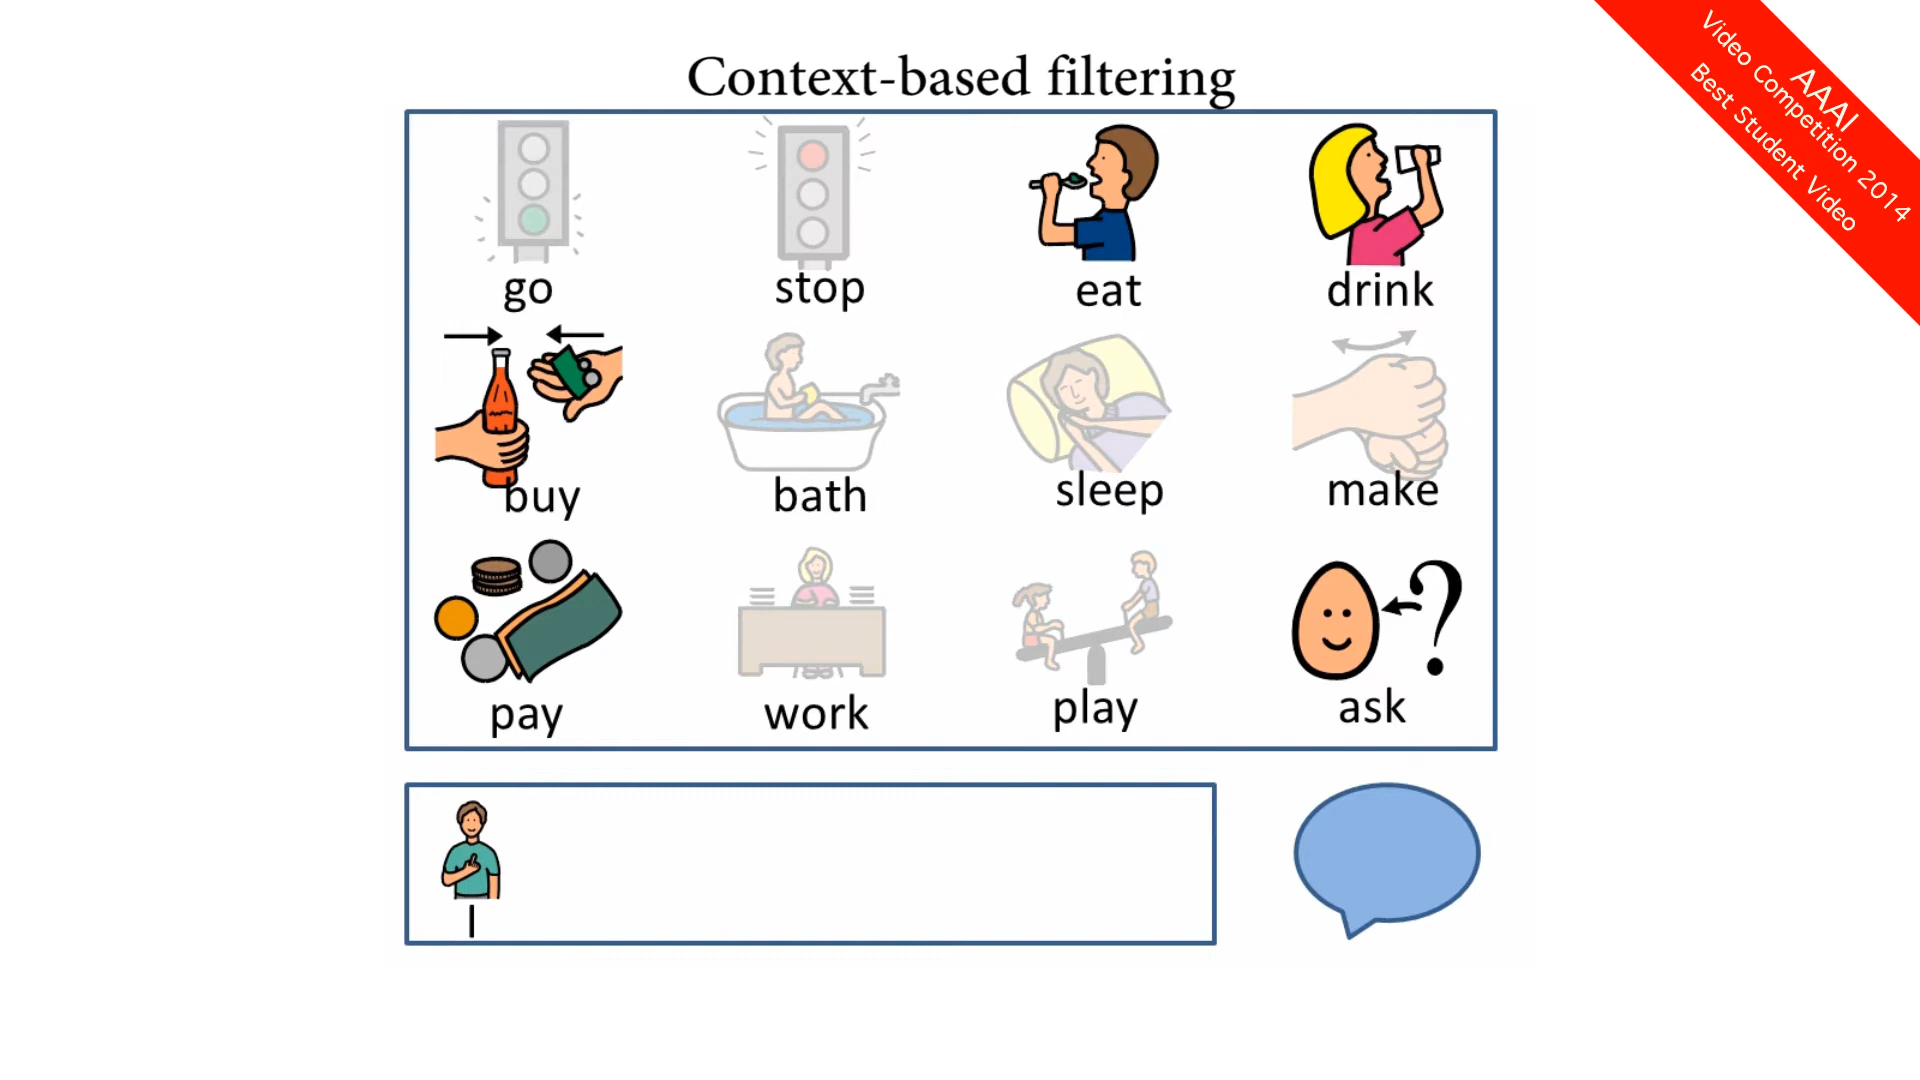 Context-based filtering
go stop eat drink
buy bath sleep make
pay work play ask
I
AAAI
Video Competition 2014
Best Student Video